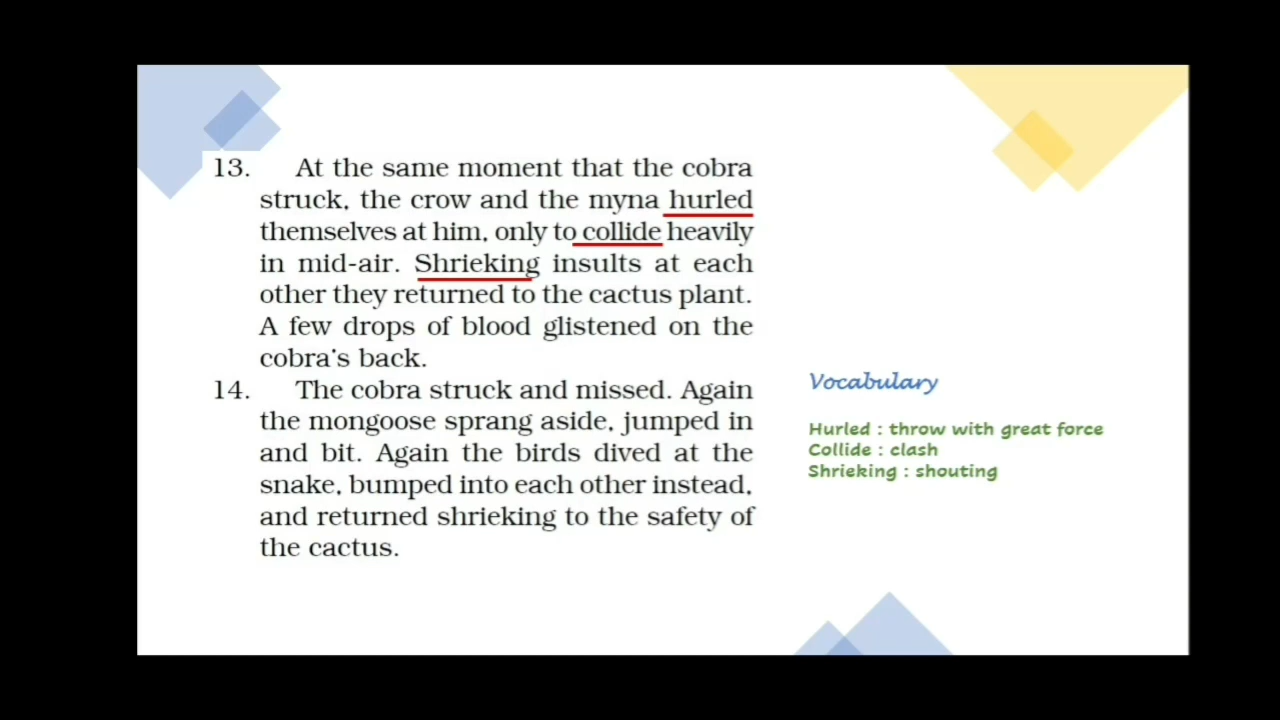 13. At the same moment that the cobra
struck, the crow and the myna hurled
themselves at him, only to collide heavily
in mid-air. Shrieking insults at each
other they returned to the cactus plant.
A few drops of blood glistened on the
cobra's back.
14. The cobra struck and missed. Again
the mongoose sprang aside, jumped in
and bit. Again the birds dived at the
snake, bumped into each other instead,
and returned shrieking to the safety of
the cactus.
Vocabulary
Hurled : throw with great force
Collide : clash
Shrieking : shouting